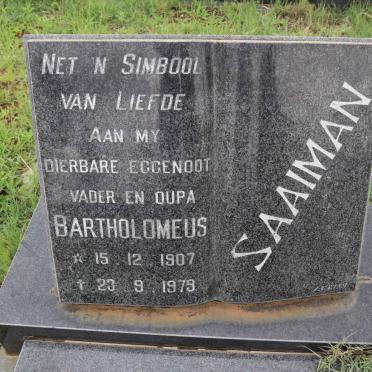 NET 'N SIMBOOL
VAN LIEFDE
AAN MY
DIERBARE EGGENOOT
VADER EN OUPA
BARTHOLOMEUS
☆ 15 12 1907
† 23 9 1979
SAAIMAN